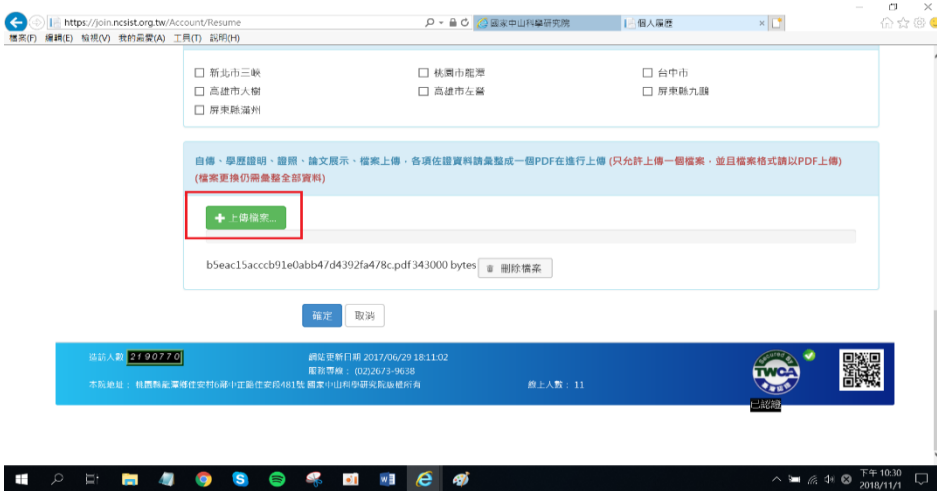 https://join.ncsist.org.tw/Account/Resume
國家中山科學研究院
個人履歷
檔案(F) 編輯(E) 檢視(V) 我的最愛(A) 工具(T) 說明(H)
新北市三峽 桃園市龍潭 台中市
高雄市大樹 高雄市左營 屏東縣九鵬
屏東縣滿州
自傳、學歷證明、證照、論文展示、檔案上傳，各項佐證資料請彙整成一個PDF在進行上傳 (只允許上傳一個檔案，並且檔案格式請以PDF上傳)
(檔案更換仍需彙整全部資料)
上傳檔案...
b5eac15acccb91e0abb47d4392fa478c.pdf 343000 bytes 刪除檔案
確定 取消
造訪人數 2190770 網站更新日期 2017/06/29 18:11:02
服務專線： (02)2673-9638
本院地址： 桃園縣龍潭鄉佳安村6鄰中正路佳安段481號 國家中山科學研究院版權所有 線上人數： 11
Secured by
TWCA
已認證
下午 10:30
2018/11/1